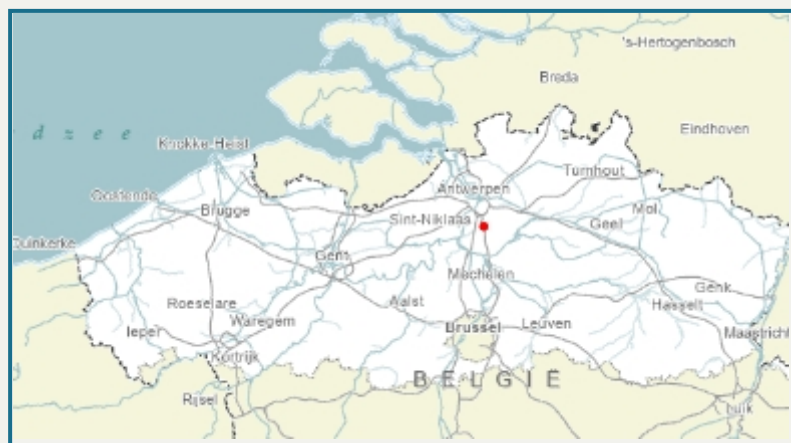 's-Hertogenbosch
Breda
d z e e
Eindhoven
Knokke-Heist
Turnhout
Antwerpen
Oostende
Mol
Brugge
Sint-Niklaas
Geel
Duinkerke
Gent
Mechelen
Genk
Roeselare
Aalst
Hasselt
Waregem
Brussel
Leuven
Ieper
Maastricht
Kortrijk
BELGIË
Rijsel
Luik